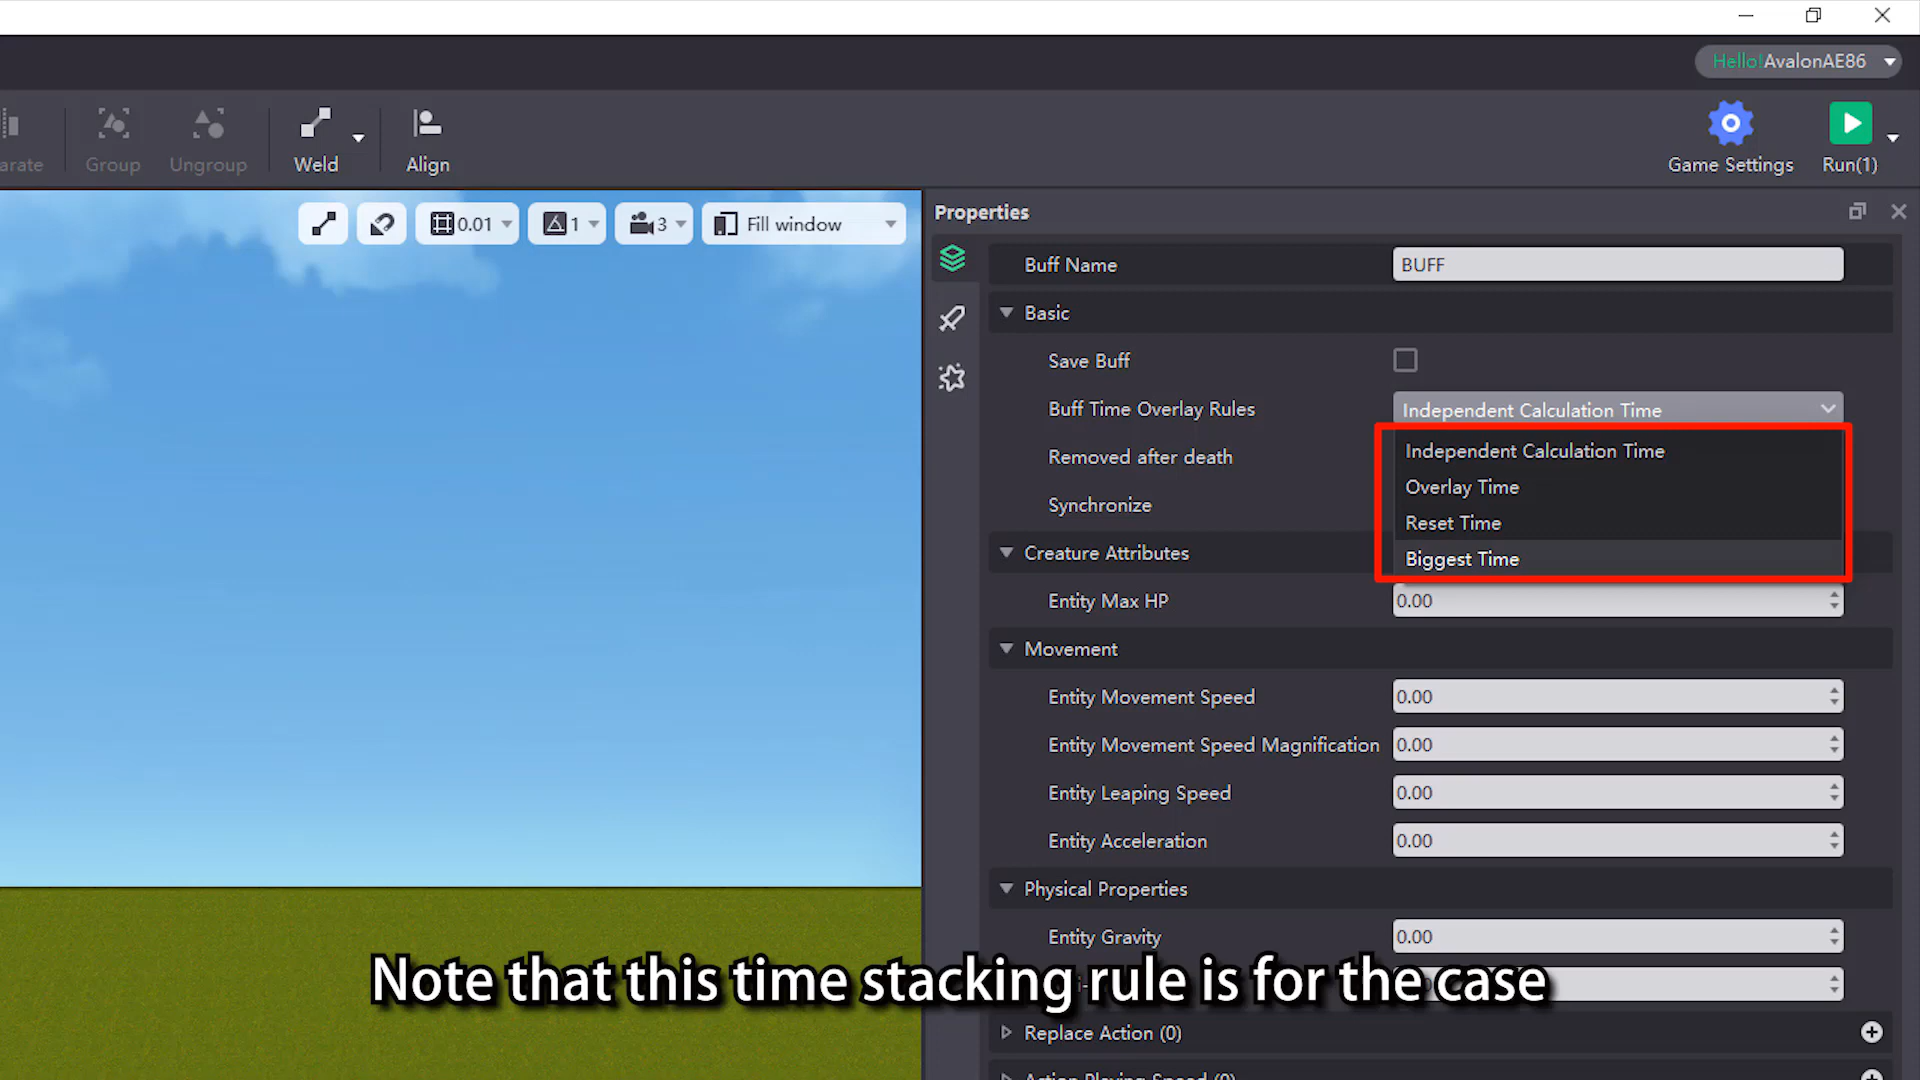 Hello!AvalonAE86
arate
Group
Ungroup
Weld
Align
Game Settings
Run(1)
0.01
1
3
Fill window
Properties
Buff Name
BUFF
Basic
Save Buff
Buff Time Overlay Rules
Independent Calculation Time
Independent Calculation Time
Removed after death
Overlay Time
Synchronize
Reset Time
Creature Attributes
Biggest Time
Entity Max HP
0.00
Movement
Entity Movement Speed
0.00
Entity Movement Speed Magnification
0.00
Entity Leaping Speed
0.00
Entity Acceleration
0.00
Physical Properties
Entity Gravity
0.00
Note that this time stacking rule is for the case
Replace Action (0)
Action Playing Speed (0)